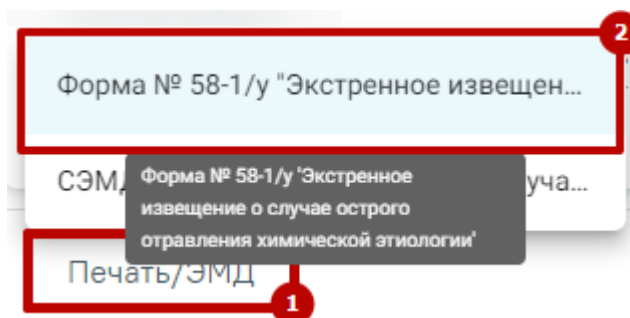 2
Форма № 58-1/у "Экстренное извещен...
СЭМД
уча...
Форма № 58-1/у 'Экстренное
извещение о случае острого
отравления химической этиологии'
Печать/ЭМД
1